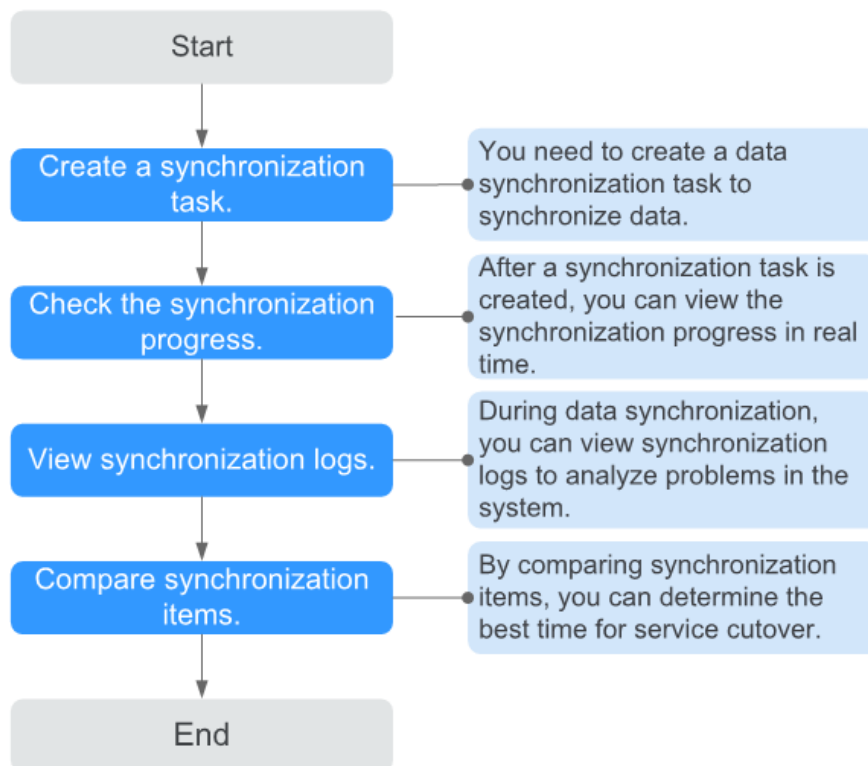 Start
Create a synchronization
task.
You need to create a data
synchronization task to
synchronize data.
Check the synchronization
progress.
After a synchronization task is
created, you can view the
synchronization progress in real
time.
View synchronization logs.
During data synchronization,
you can view synchronization
logs to analyze problems in the
system.
Compare synchronization
items.
By comparing synchronization
items, you can determine the
best time for service cutover.
End